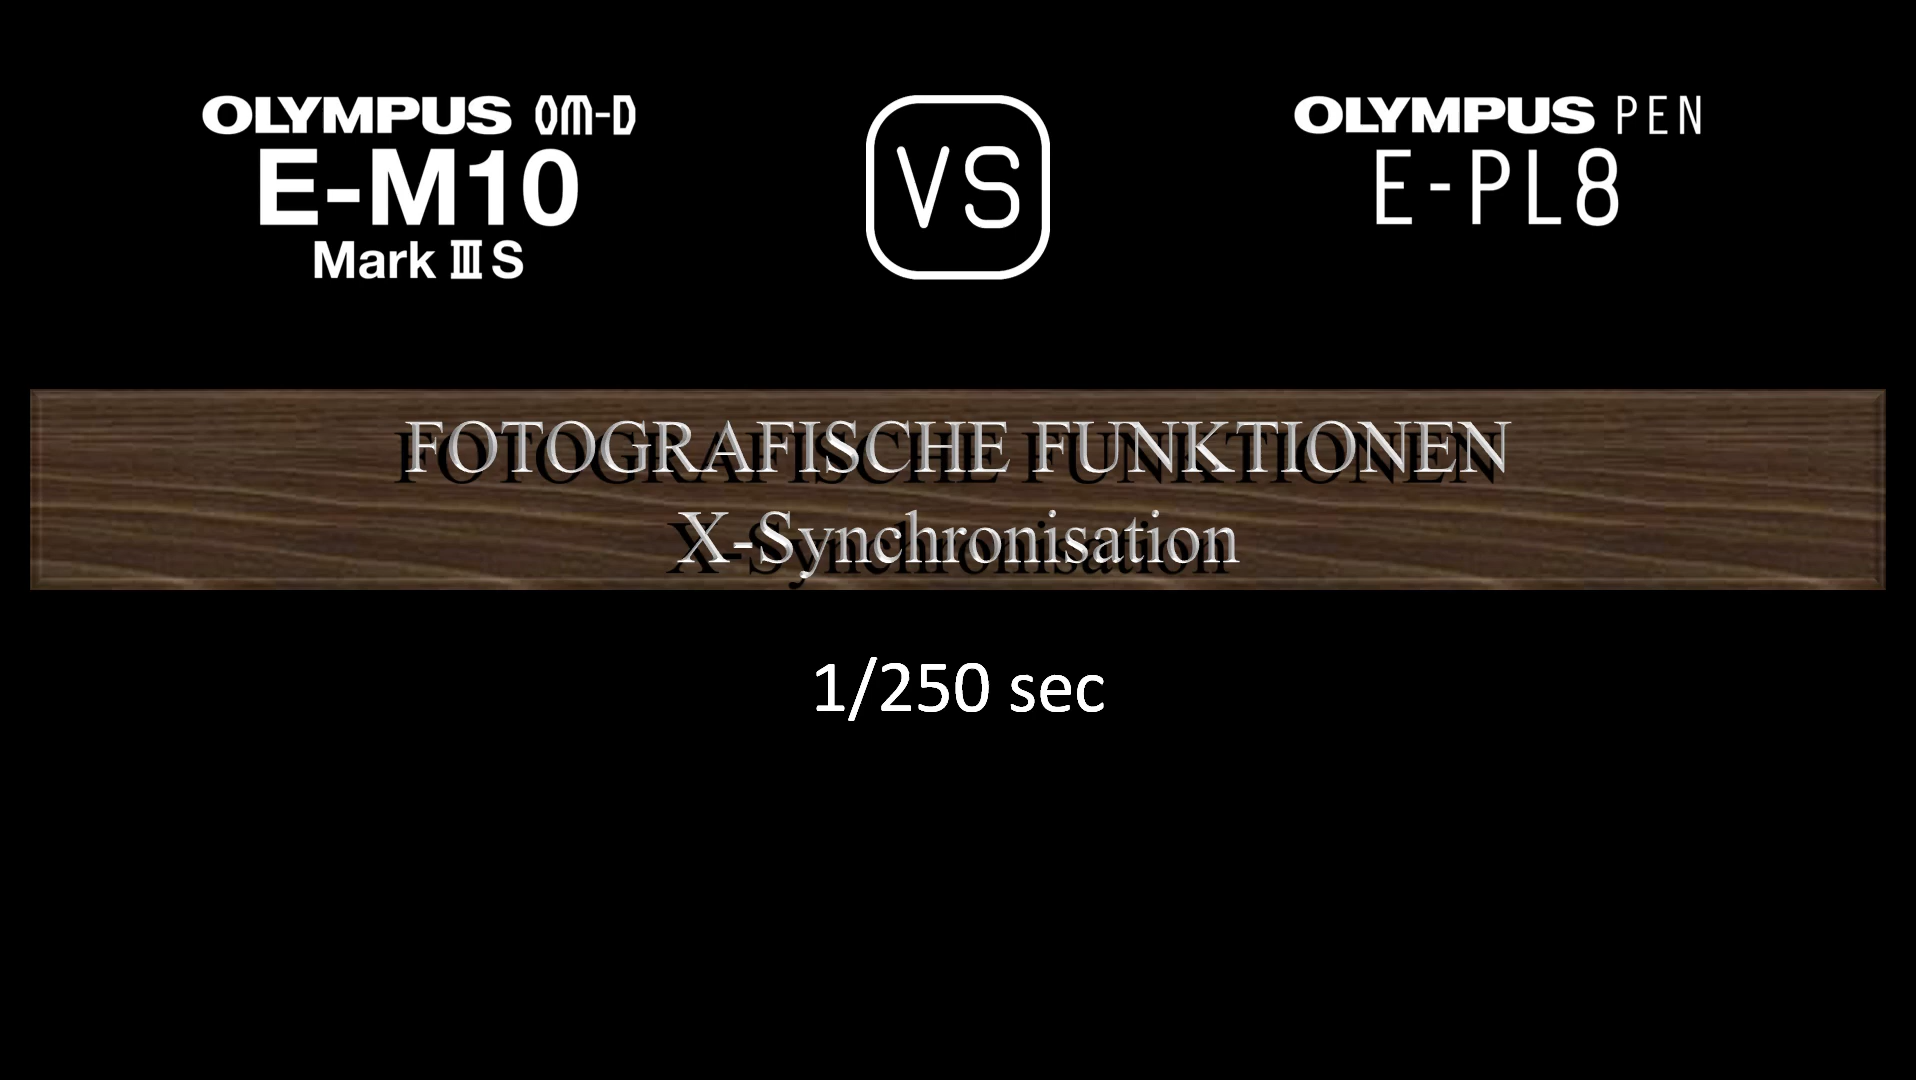 OLYMPUS OM-D
E-M10
Mark III S
VS
OLYMPUS PEN
E-PL8
FOTOGRAFISCHE FUNKTIONEN
X-Synchronisation
1/250 sec